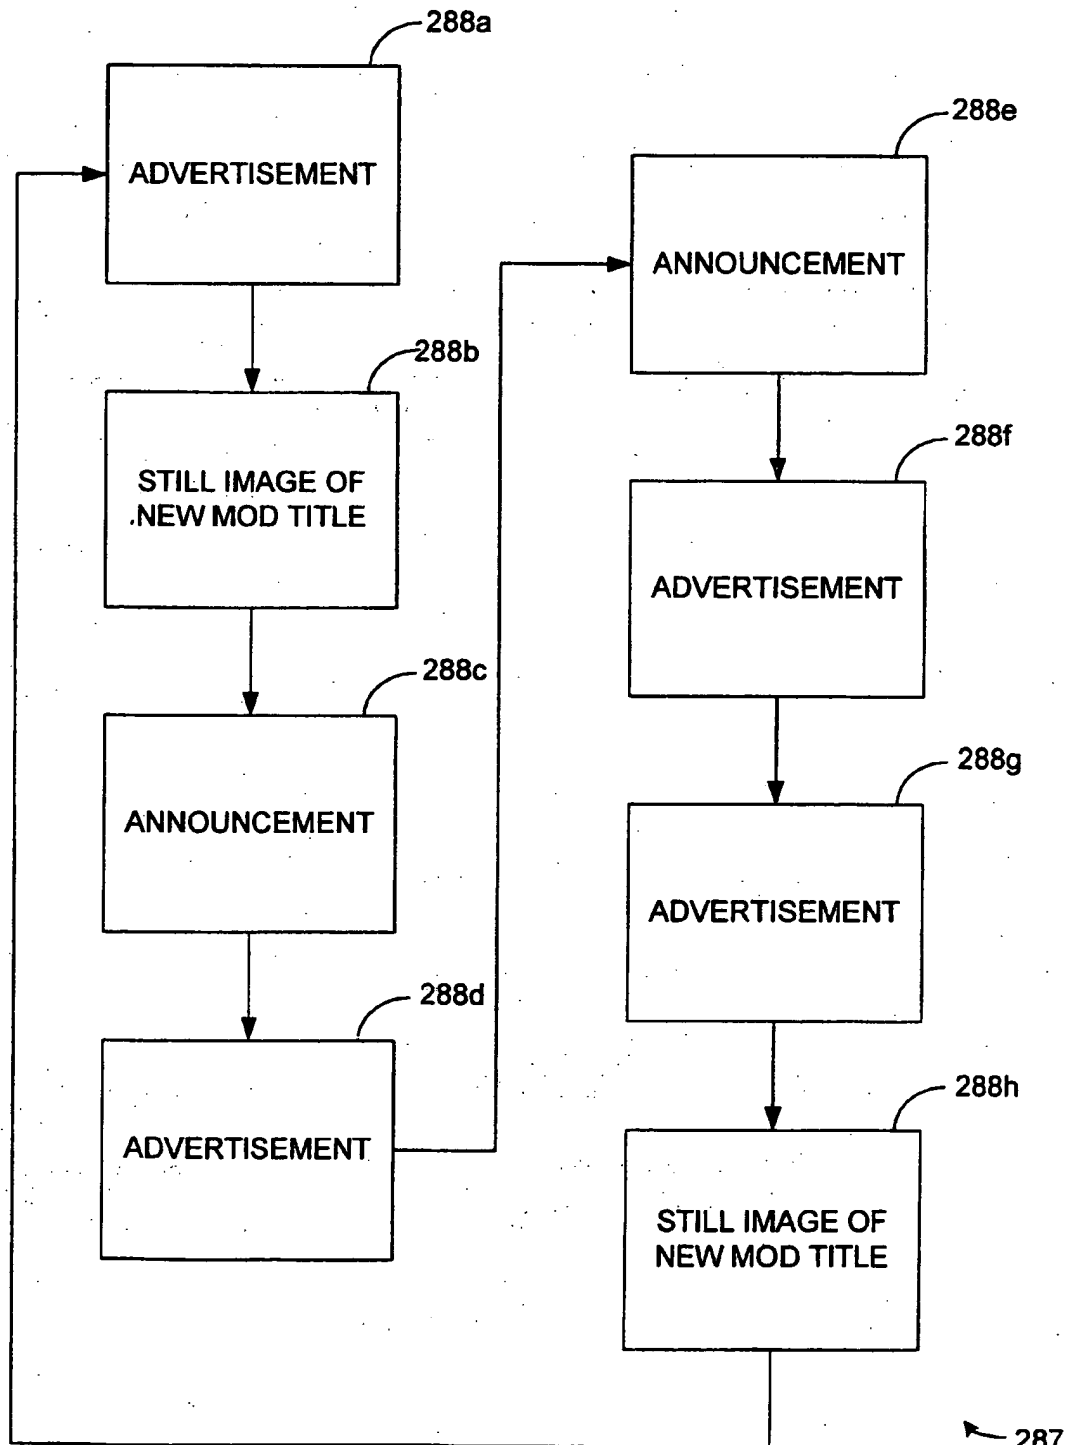 288a
ADVERTISEMENT
288b
STILL IMAGE OF
NEW MOD TITLE
288c
ANNOUNCEMENT
288d
ADVERTISEMENT
288e
ANNOUNCEMENT
288f
ADVERTISEMENT
288g
ADVERTISEMENT
288h
STILL IMAGE OF
NEW MOD TITLE
287